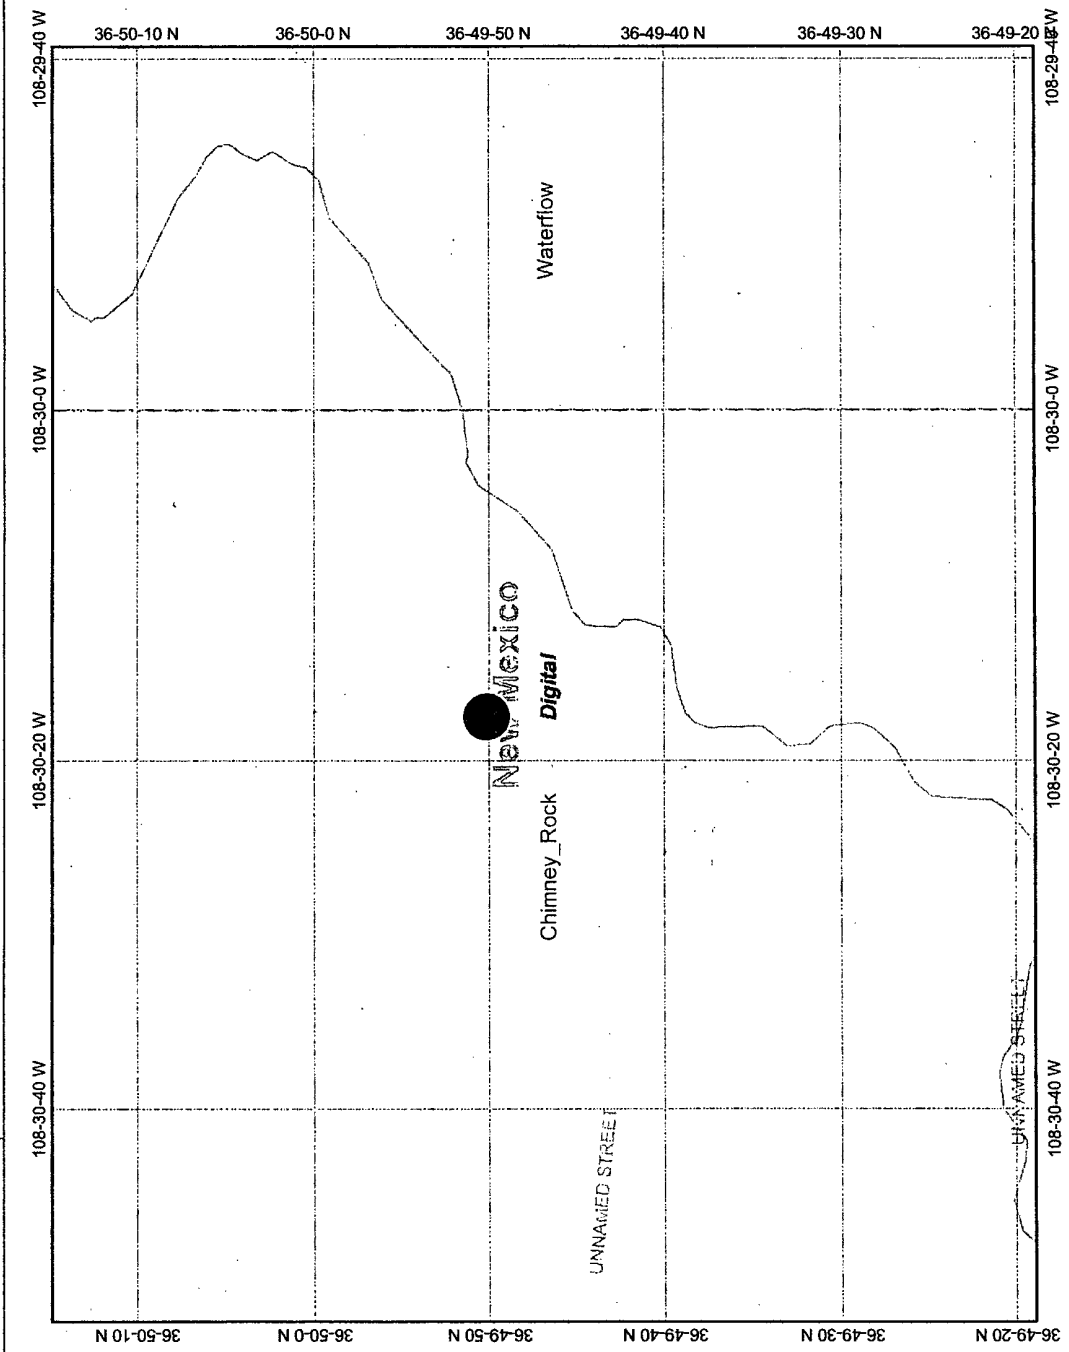 36-50-10 N
36-50-0 N
36-49-50 N
36-49-40 N
36-49-30 N
36-49-20 N
108-29-40 W
108-29-40 W
Waterflow
108-30-0 W
108-30-0 W
New Mexico
Digital
108-30-20 W
108-30-20 W
Chimney_Rock
UNNAMED STREET
108-30-40 W
108-30-40 W
UNNAMED STREET
36-50-10 N
36-50-0 N
36-49-50 N
36-49-40 N
36-49-30 N
36-49-20 N